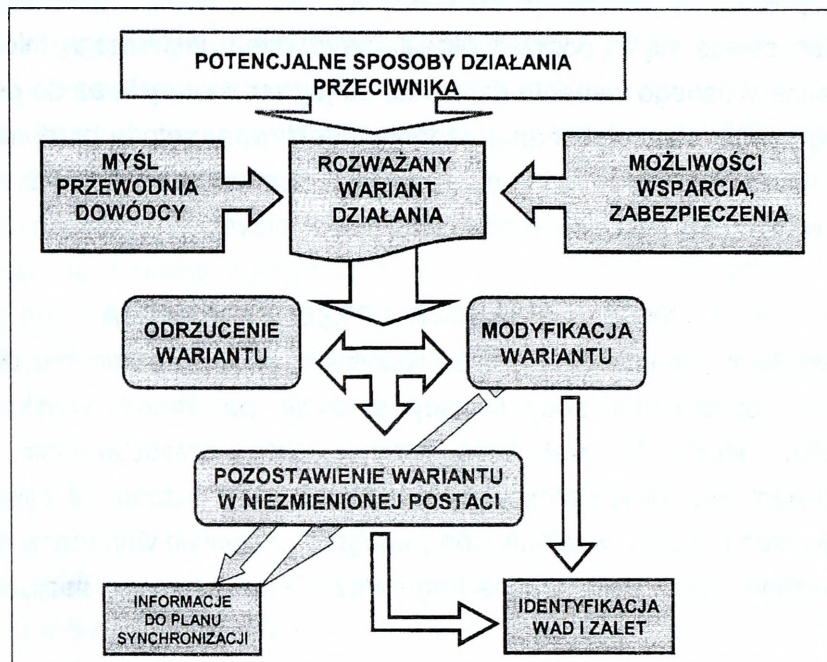 POTENCJALNE SPOSOBY DZIAŁANIA
PRZECIWNIKA
MYŚL
PRZEWODNIA
DOWÓDCY
ROZWAŻANY
WARIANT
DZIAŁANIA
MOŻLIWOŚCI
WSPARCIA,
ZABEZPIECZENIA
ODRZUCENIE
WARIANTU
MODYFIKACJA
WARIANTU
POZOSTAWIENIE WARIANTU
W NIEZMIENIONEJ POSTACI
INFORMACJE
DO PLANU
SYNCHRONIZACJI
IDENTYFIKACJA
WAD I ZALET